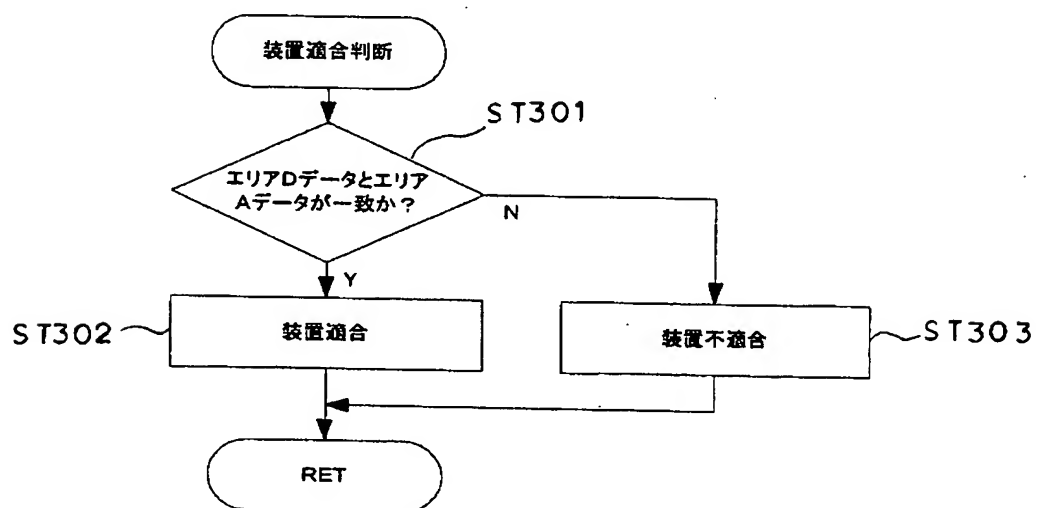 装置適合判断
ST301
エリアDデータとエリア
Aデータが一致か？
N
Y
ST302
装置適合
装置不適合
ST303
RET